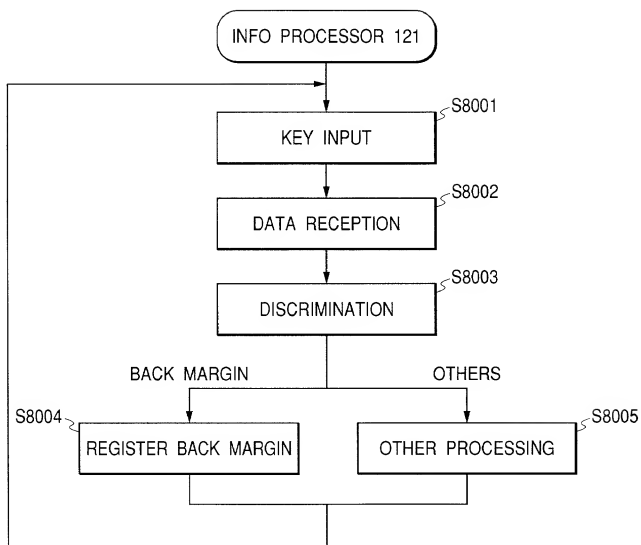 INFO PROCESSOR 121
S8001
KEY INPUT
S8002
DATA RECEPTION
S8003
DISCRIMINATION
BACK MARGIN
OTHERS
S8004
REGISTER BACK MARGIN
S8005
OTHER PROCESSING